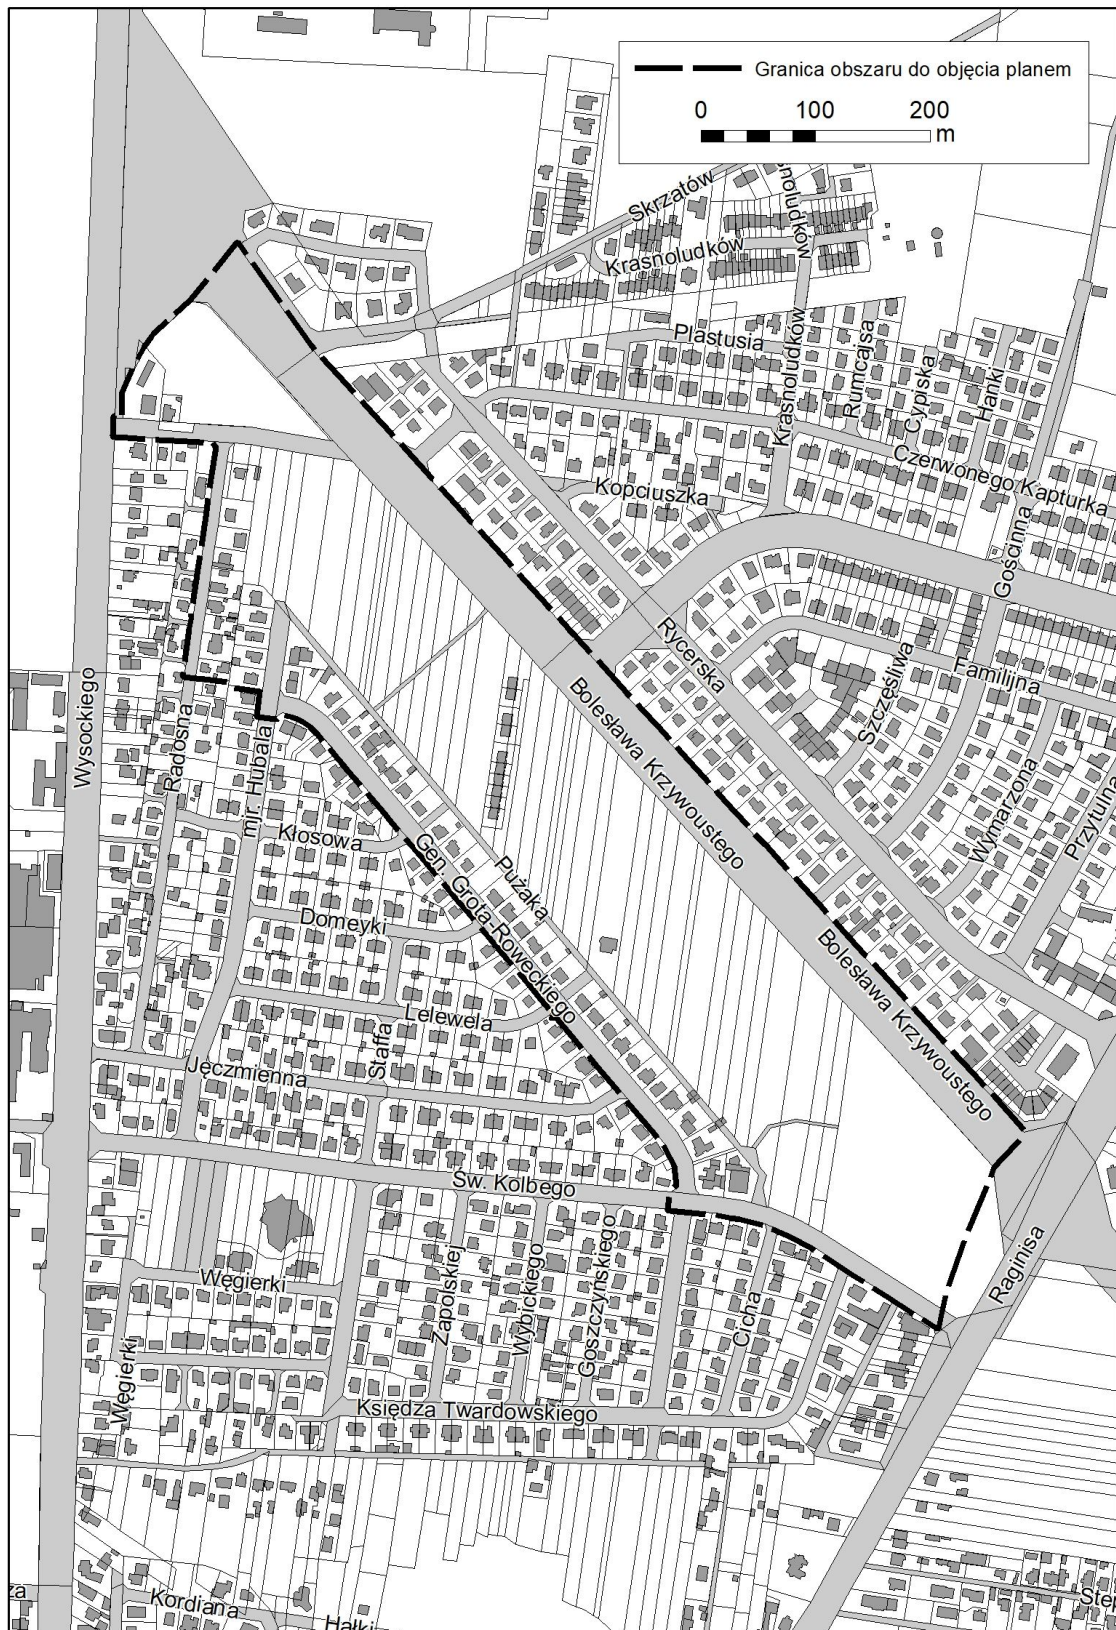 Granica obszaru do objęcia planem
0 100 200
m
Skrzatów
Krasnoludków
Plastusia
Krasnoludków
Rumcajsa
Cypiska
Hanki
Czerwonego Kapturka
Kopciuszka
Gościnna
Rycerska
Familijna
Szczęśliwa
Wymarzona
Przytulna
Bolesława Krzywoustego
Bolesława Krzywoustego
Wysockiego
Radosna
mjr. Hubala
Kłosowa
Gen. Grota-Roweckiego
Pużaka
Domeyki
Lelewela
Staffa
Jęczmienna
Św. Kolbego
Raginisa
Węgierki
Zapolskiej
Wybickiego
Goszczyńskiego
Cicha
Węgierki
Księdza Twardowskiego
Kordiana